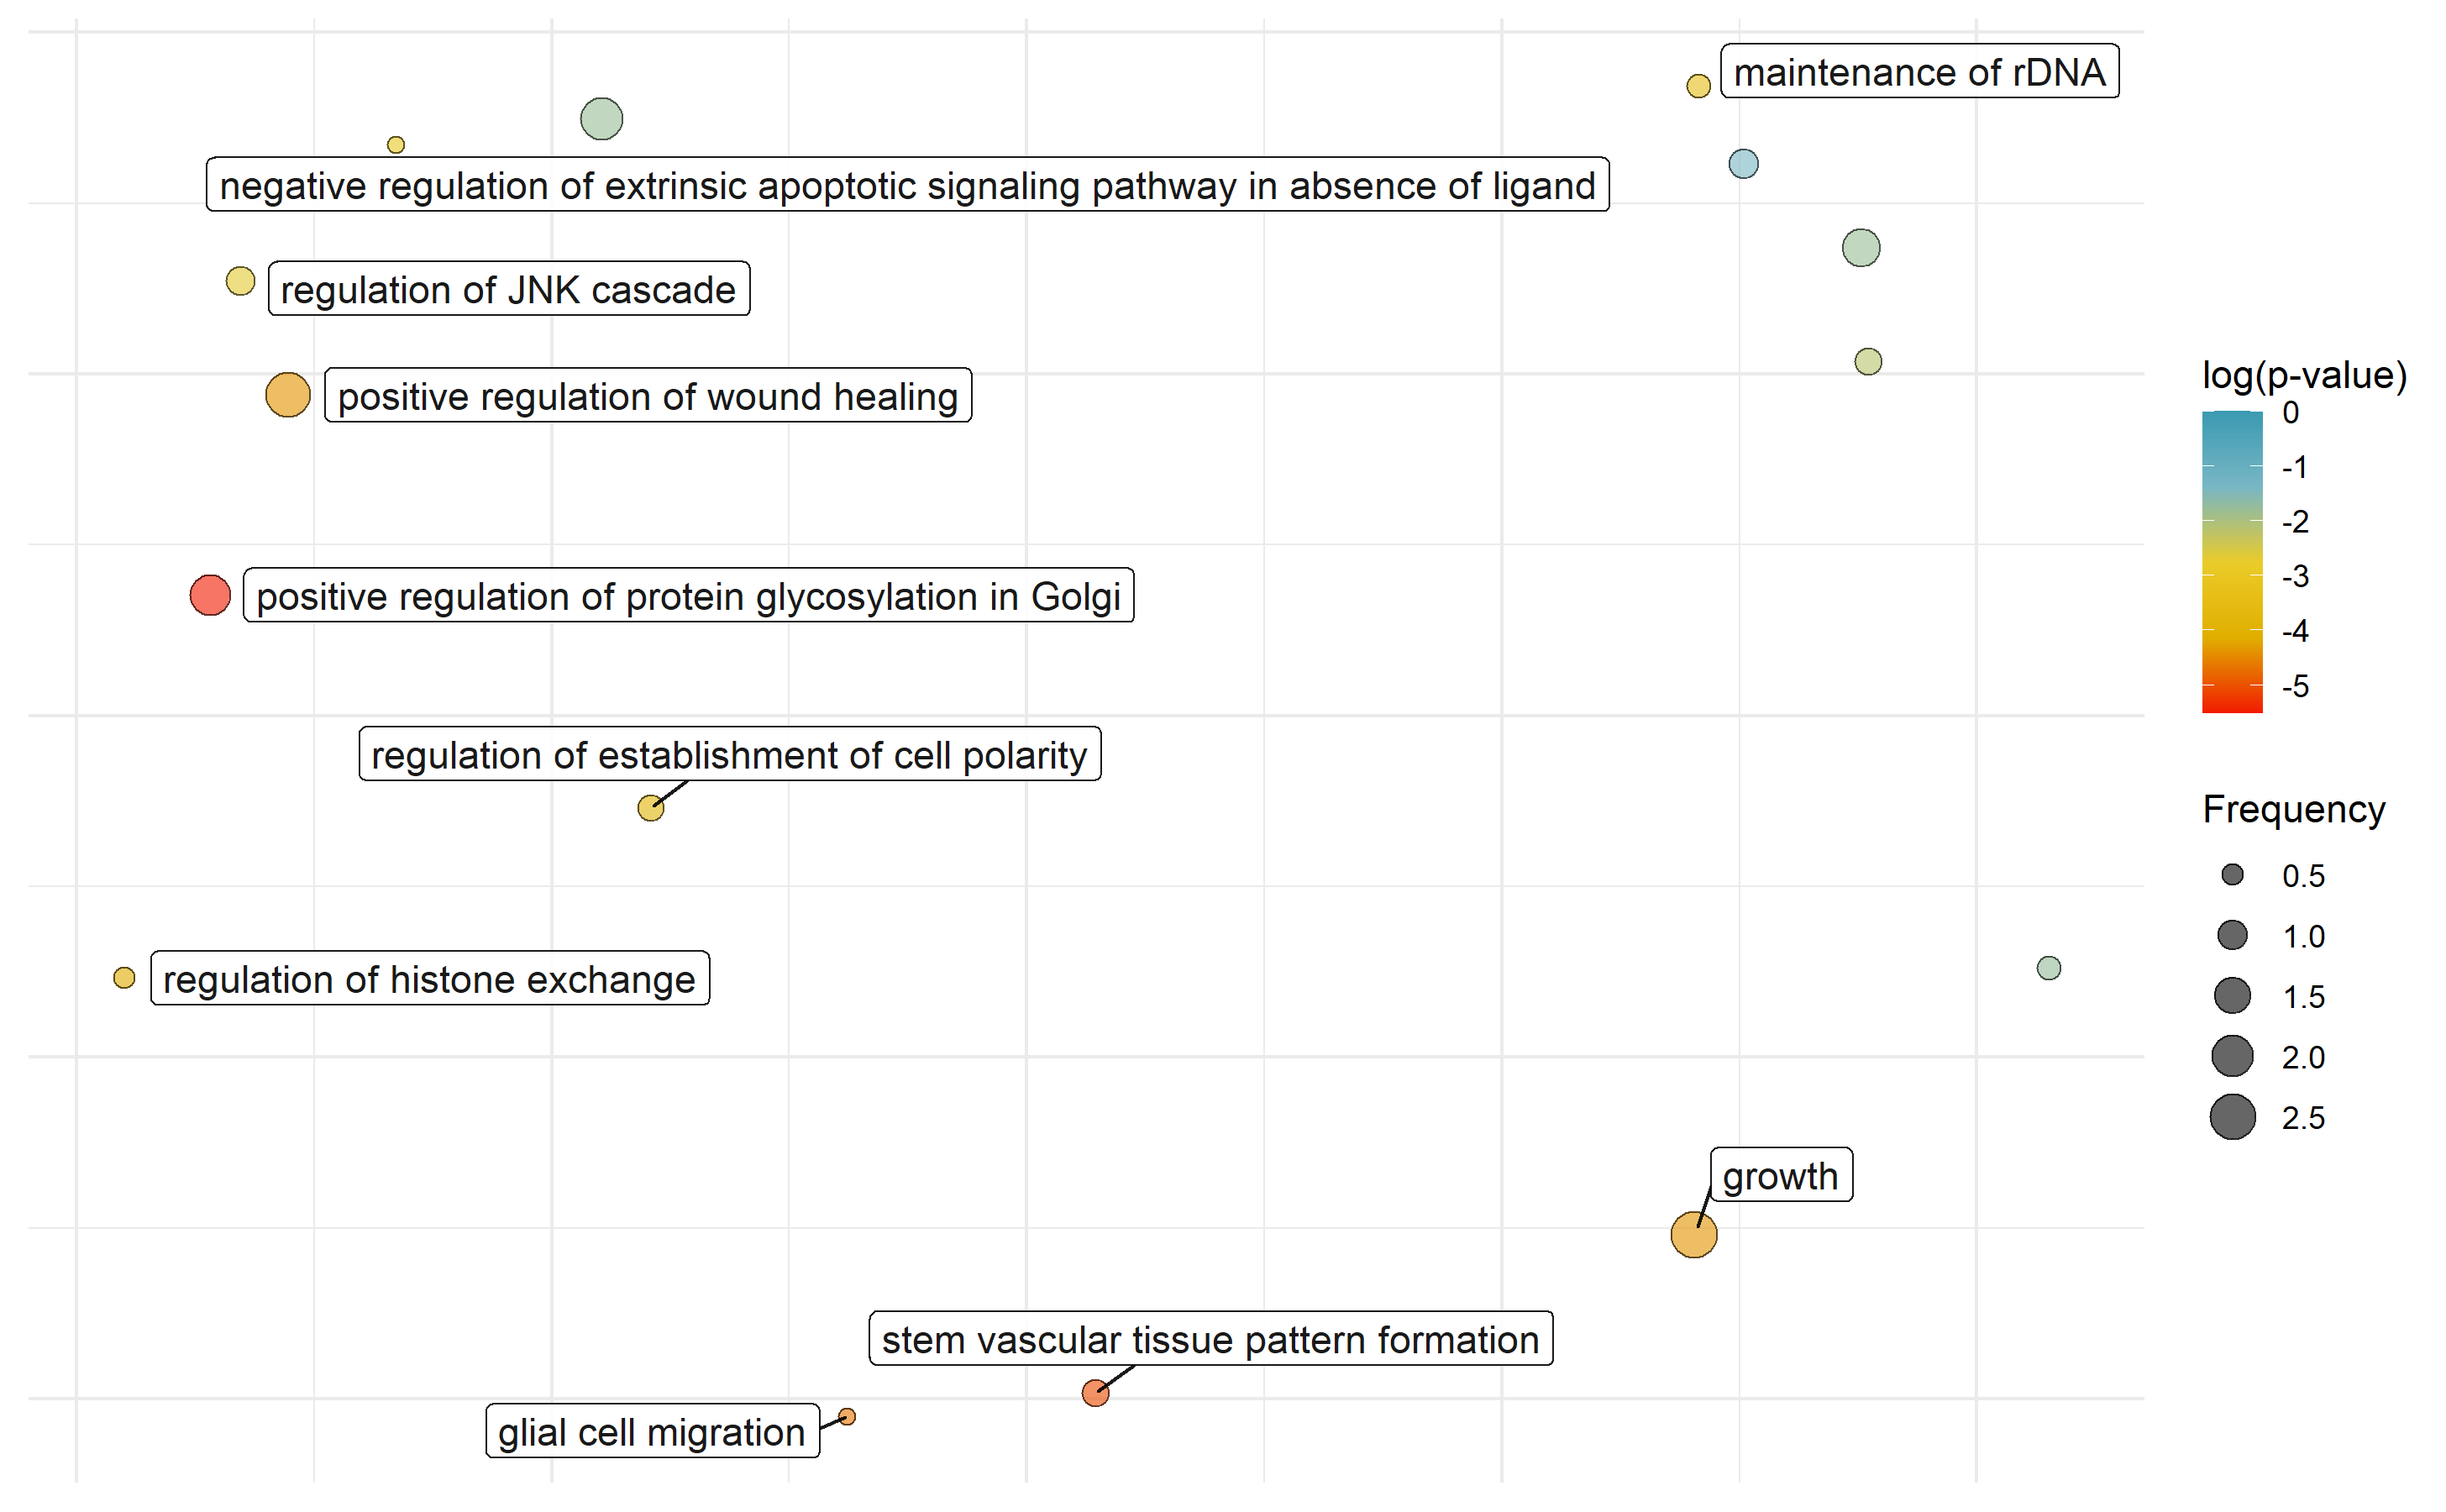 maintenance of rDNA
negative regulation of extrinsic apoptotic signaling pathway in absence of ligand
regulation of JNK cascade
positive regulation of wound healing
positive regulation of protein glycosylation in Golgi
regulation of establishment of cell polarity
regulation of histone exchange
growth
stem vascular tissue pattern formation
glial cell migration
log(p-value)
0
-1
-2
-3
-4
-5
Frequency
0.5
1.0
1.5
2.0
2.5